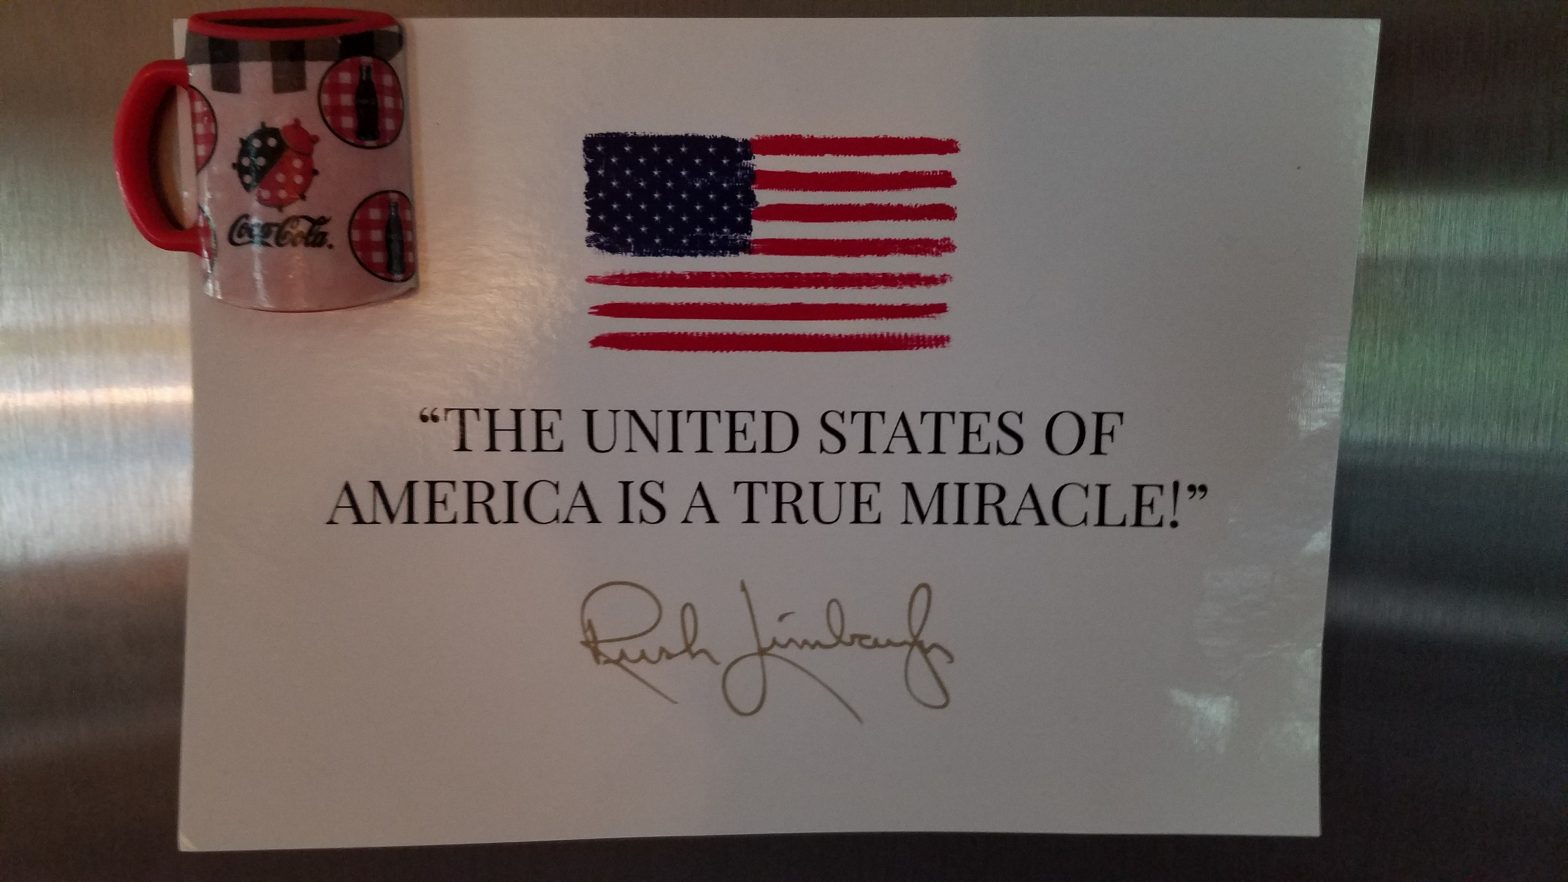 Coca-Cola
“THE UNITED STATES OF
AMERICA IS A TRUE MIRACLE!”
Rush Limbaugh